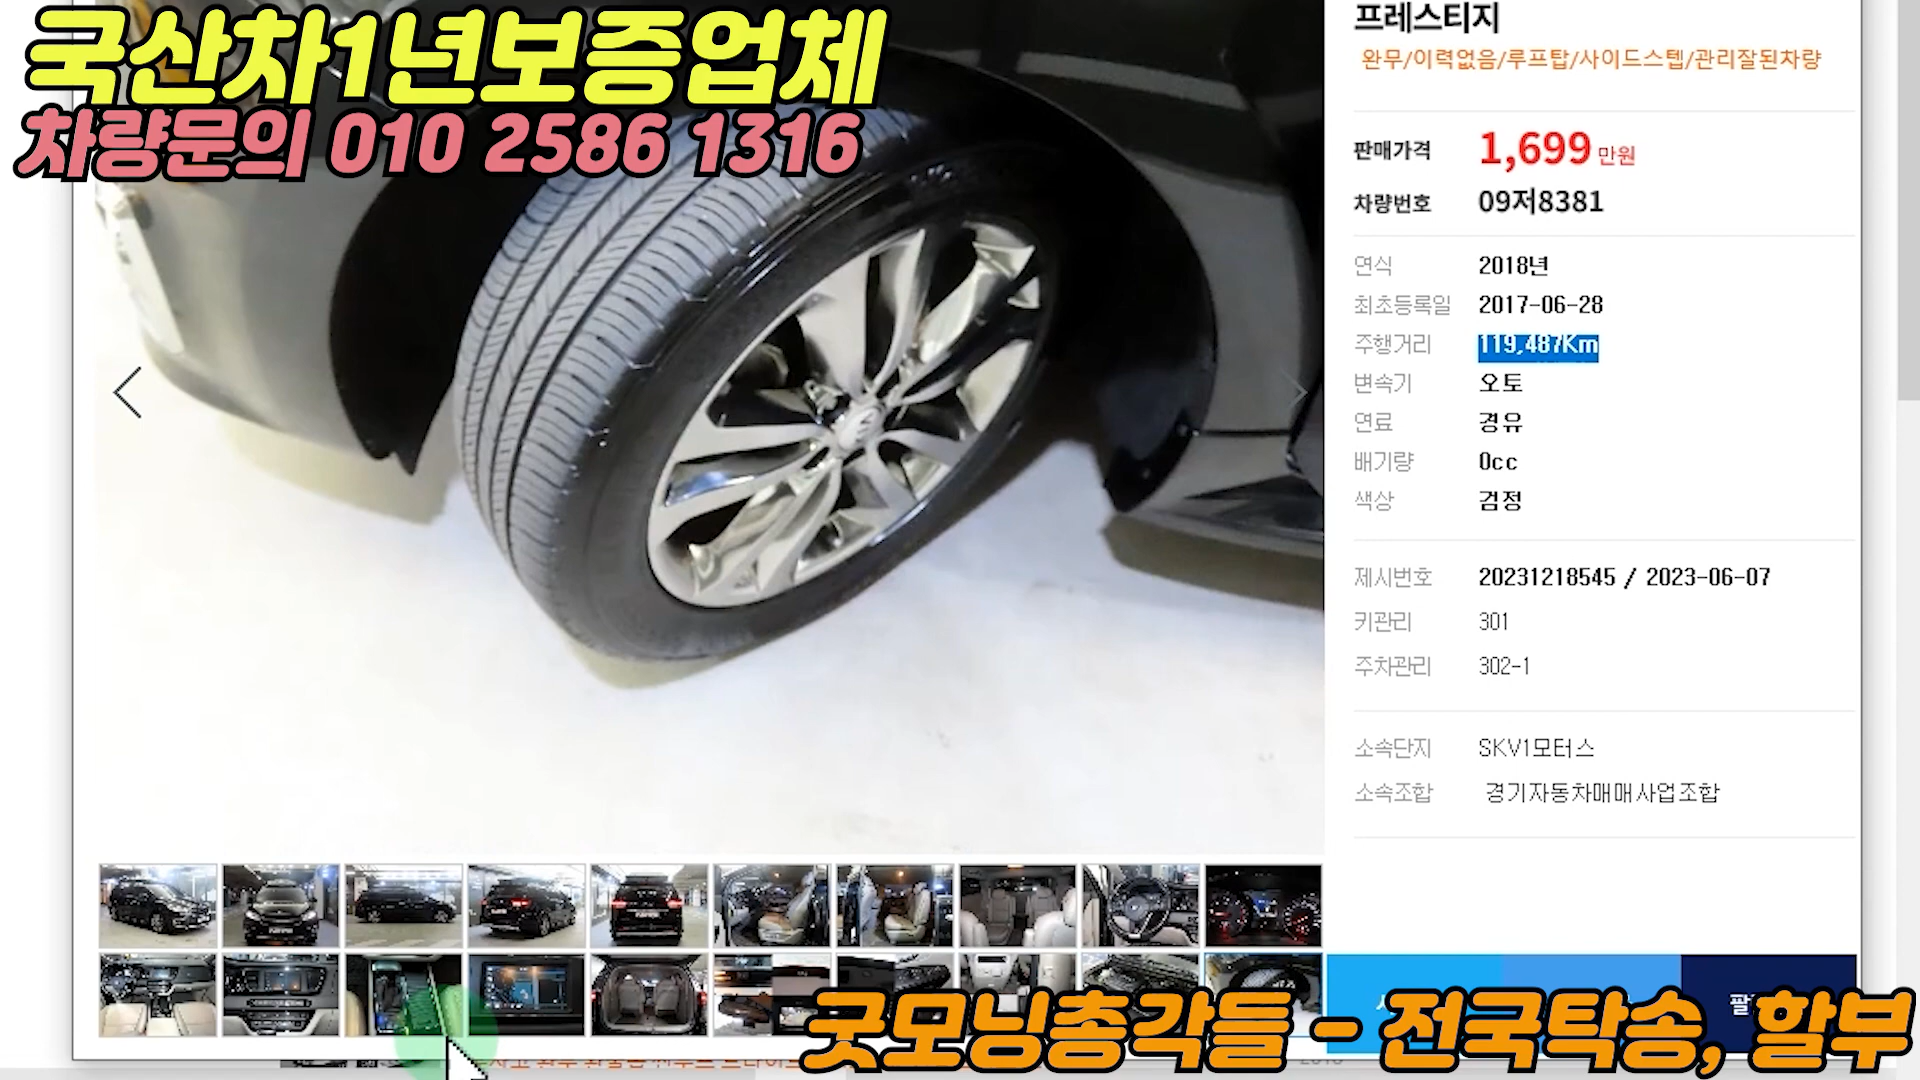 국산차1년보증업체
차량문의 010 2586 1316
프레스티지
완무/이력없음/루프탑/사이드스텝/관리잘된차량
판매가격 1,699 만원
차량번호 09저8381
연식 2018년
최초등록일 2017-06-28
주행거리 119,487Km
변속기 오토
연료 경유
배기량 0cc
색상 검정
제시번호 20231218545 / 2023-06-07
키관리 301
주차관리 302-1
소속단지 SKV1모터스
소속조합 경기자동차매매사업조합
굿모닝총각들 - 전국탁송, 할부